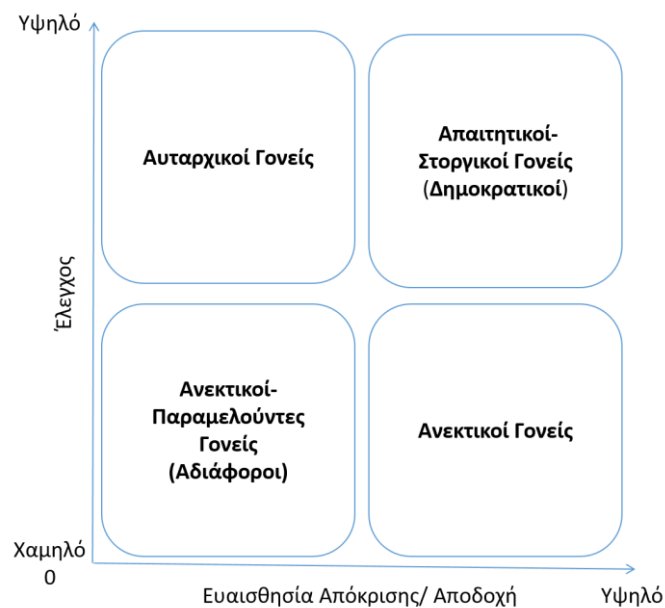 Υψηλό
Αυταρχικοί Γονείς
Απαιτητικοί-
Στοργικοί Γονείς
(Δημοκρατικοί)
Έλεγχος
Ανεκτικοί-
Παραμελούντες
Γονείς
(Αδιάφοροι)
Ανεκτικοί Γονείς
Χαμηλό
0
Ευαισθησία Απόκρισης/ Αποδοχή
Υψηλό